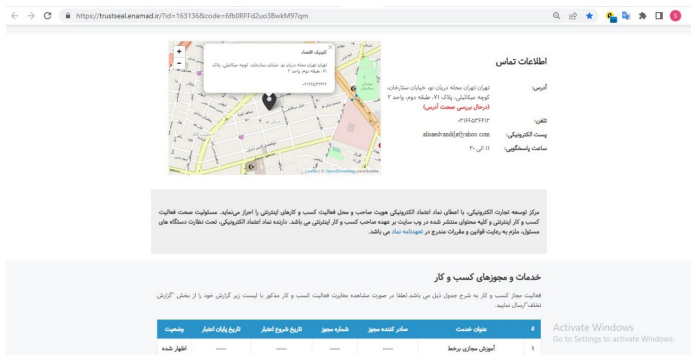 https://trustseal.enamad.ir/?id=163136&code=6fb0RFFd2uo3BwkM97qm
اطلاعات تماس
کلینیک اقتصاد
تهران تهران محله دریان نو، خیابان ستارخان، کوچه میکائیلی، پلاک
۷۱، طبقه دوم، واحد ۲
۰۲۱۶۶۵۳۶۹۱۲
آدرس: تهران تهران محله دریان نو، خیابان ستارخان،
کوچه میکائیلی، پلاک ۷۱، طبقه دوم، واحد ۲
(درحال بررسی صحت آدرس)
تلفن: ۰۲۱۶۶۵۳۶۹۱۲
پست الکترونیکی: alisaedvandi[at]yahoo.com
ساعت پاسخگویی: ۱۱ الی ۲۰
Leaflet | © OpenStreetMap contributors
مرکز توسعه تجارت الکترونیکی، با اعطای نماد اعتماد الکترونیکی هویت صاحب و محل فعالیت کسب و کارهای اینترنتی را احراز می‌نماید. مسئولیت صحت فعالیت
کسب و کار اینترنتی و کلیه محتوای منتشر شده در وب سایت بر عهده صاحب کسب و کار اینترنتی می باشد. دارنده نماد اعتماد الکترونیکی، تحت نظارت دستگاه های
مسئول، ملزم به رعایت قوانین و مقررات مندرج در تعهدنامه نماد می باشد.
خدمات و مجوزهای کسب و کار
فعالیت مجاز کسب و کار به شرح جدول ذیل می باشد.لطفا در صورت مشاهده مغایرت فعالیت کسب و کار مذکور با لیست زیر گزارش خود را از بخش "گزارش
تخلف"ارسال نمایید.
# عنوان خدمت صادر کننده مجوز شماره مجوز تاریخ شروع اعتبار تاریخ پایان اعتبار وضعیت
۱ آموزش مجازی برخط ----- ----- ----- ----- اظهار شده
Activate Windows
Go to Settings to activate Windows.